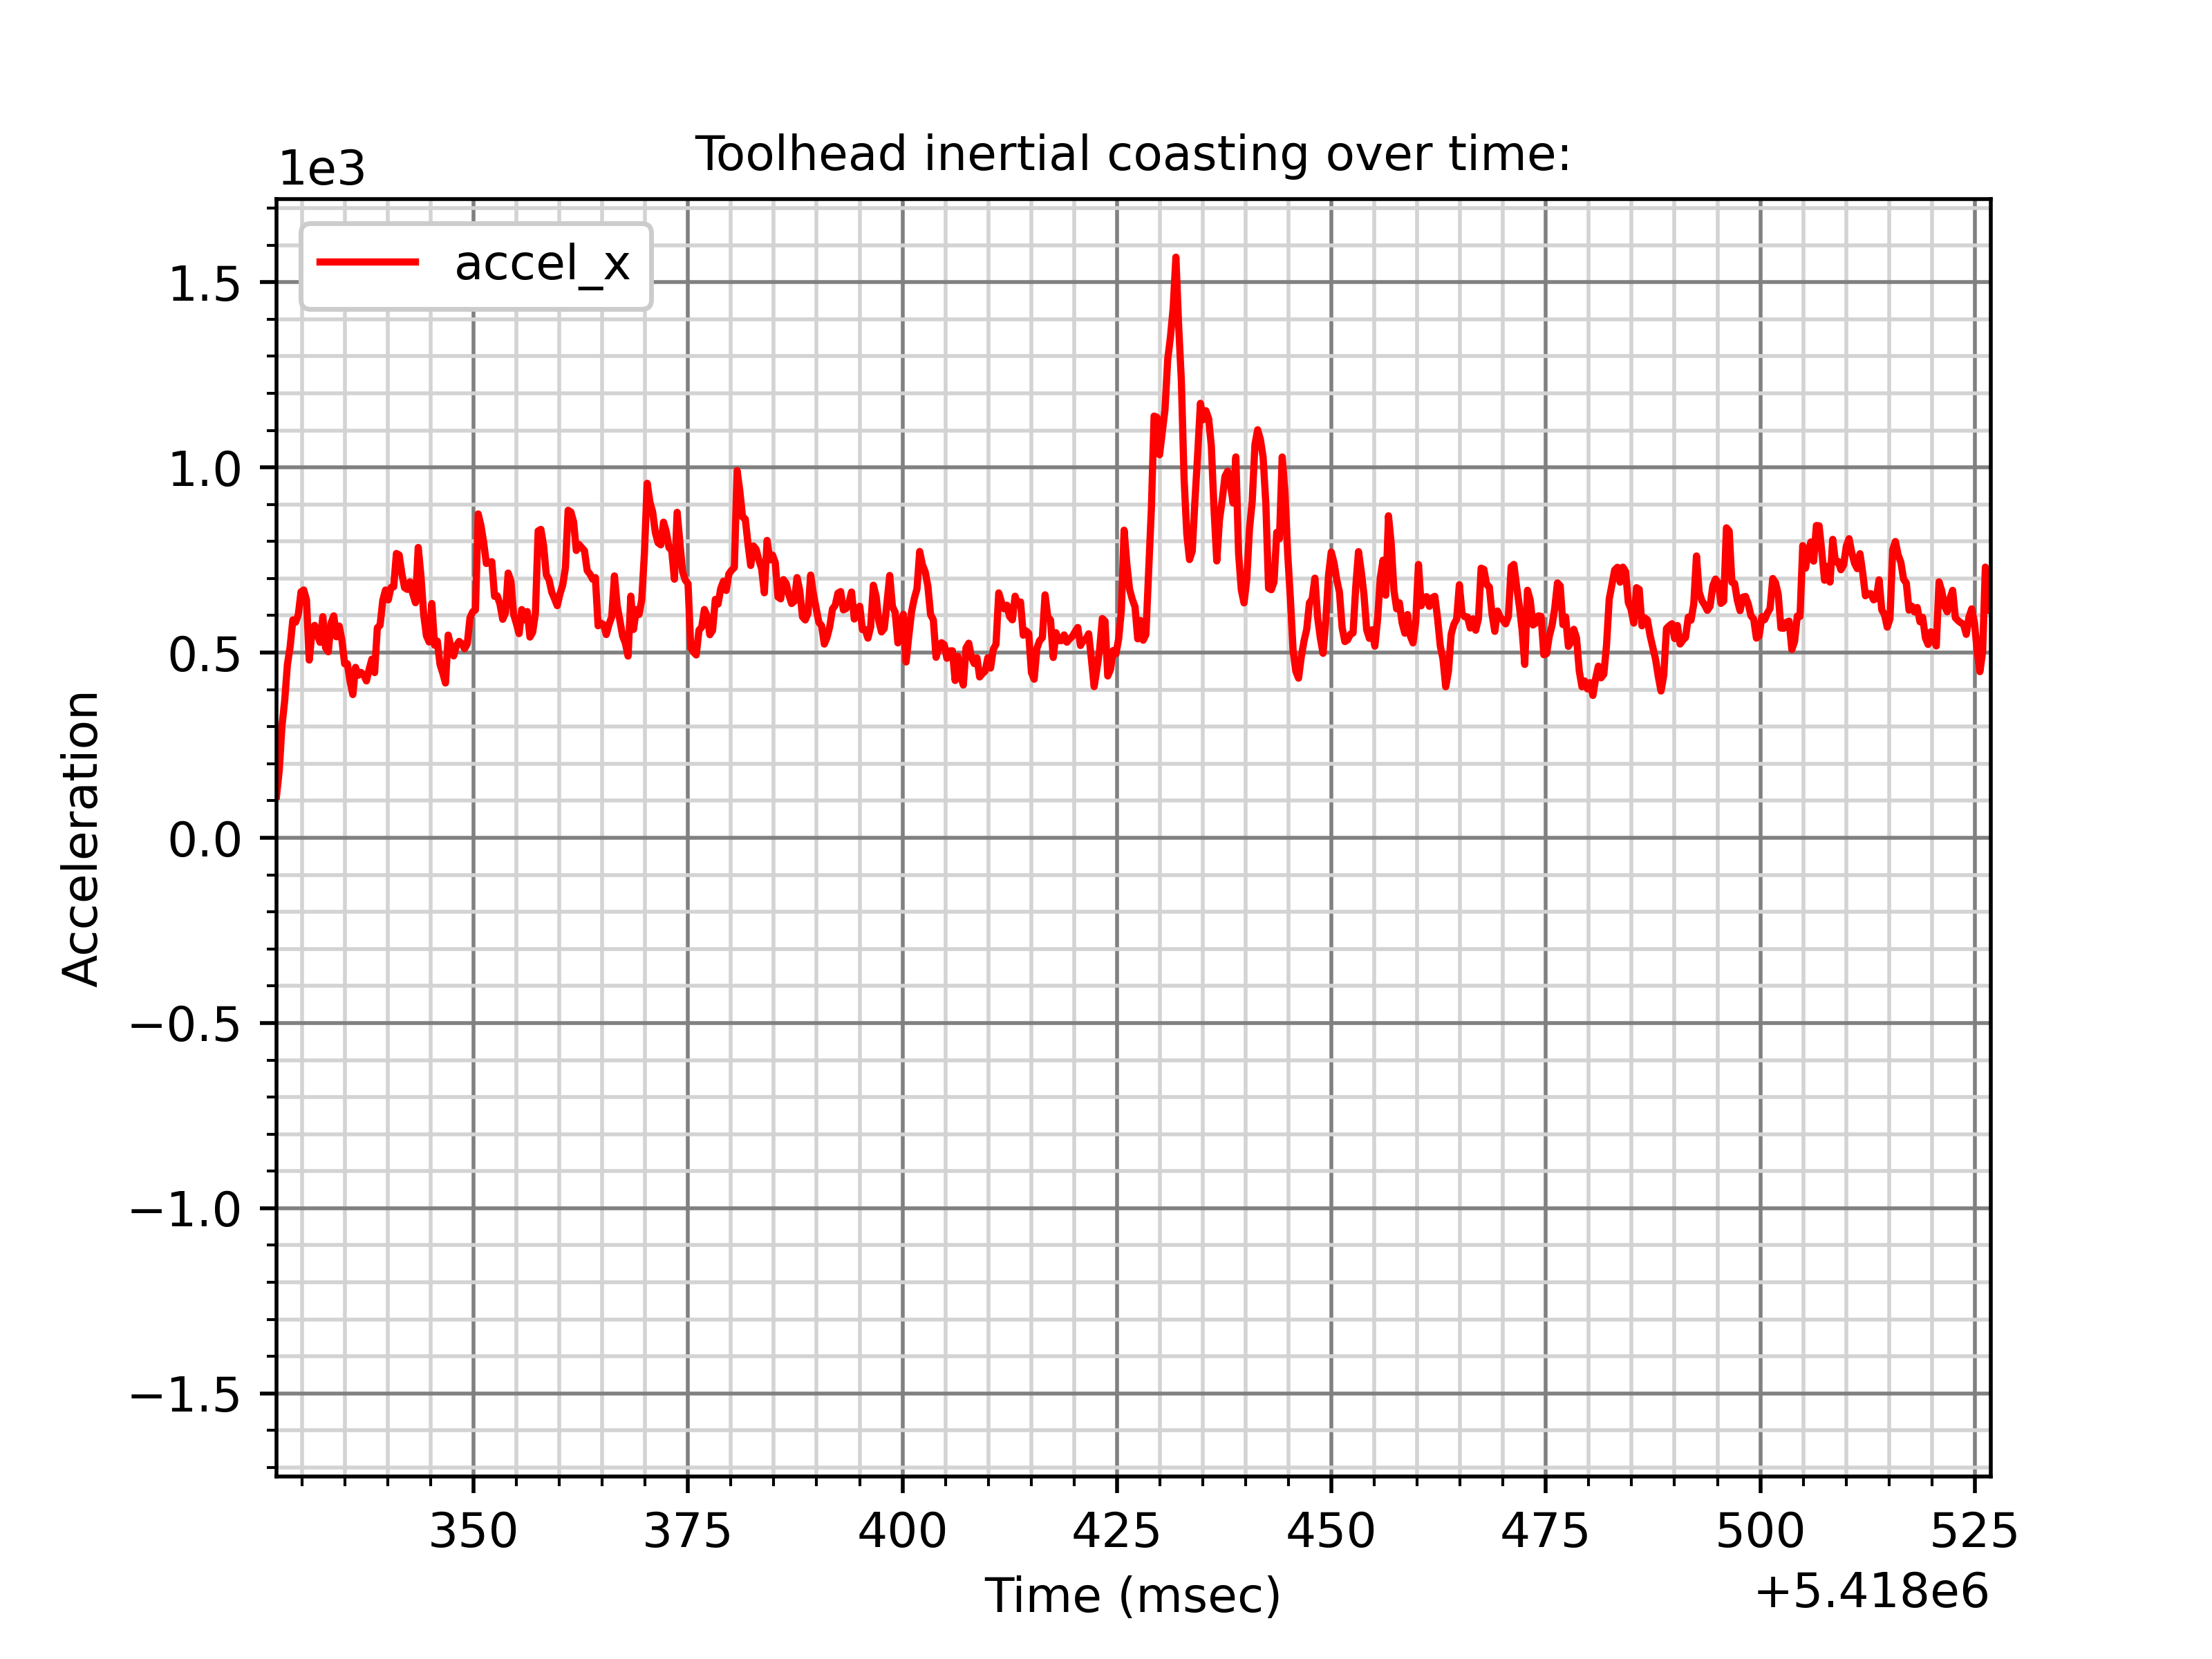 Toolhead inertial coasting over time:
1e3
accel_x
1.5
1.0
0.5
0.0
−0.5
−1.0
−1.5
Acceleration
350 375 400 425 450 475 500 525
Time (msec)
+5.418e6